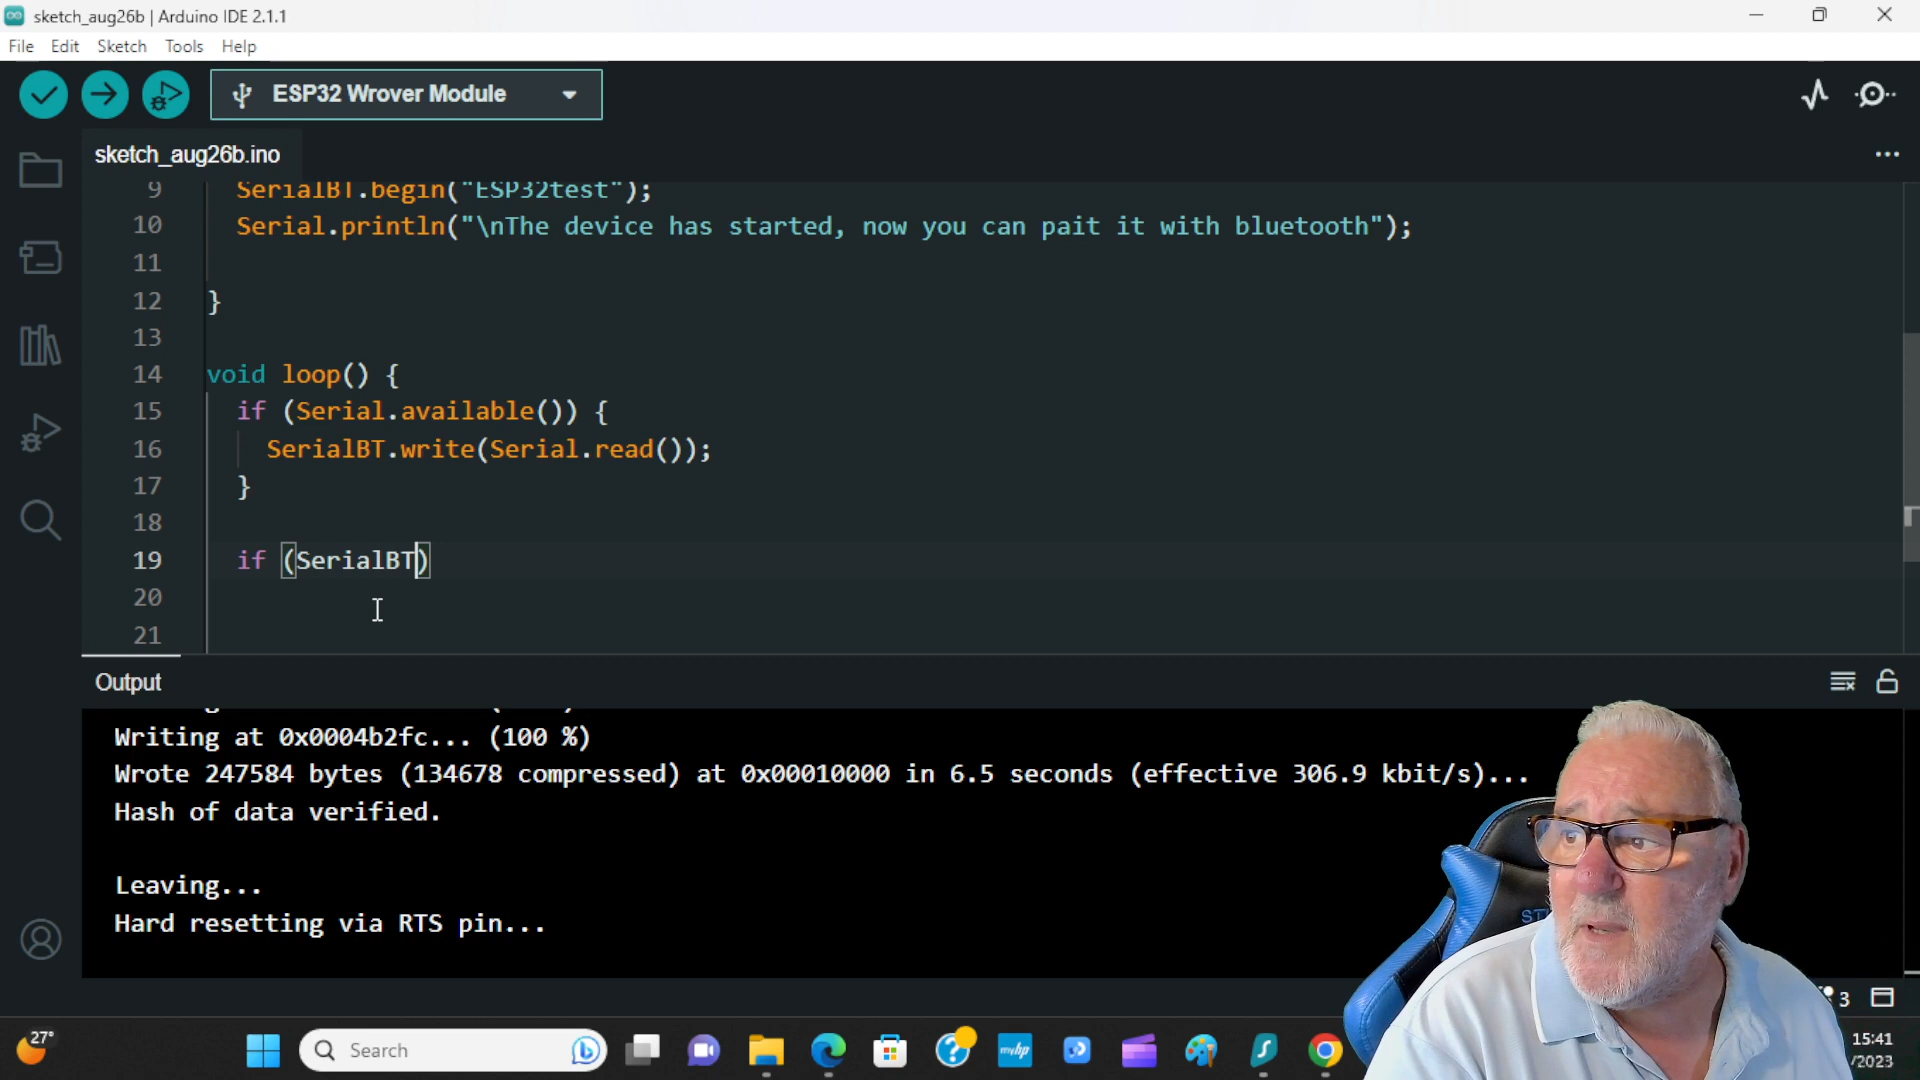 sketch_aug26b | Arduino IDE 2.1.1
File Edit Sketch Tools Help
ESP32 Wrover Module
sketch_aug26b.ino
9 SerialBT.begin("ESP32test");
10 Serial.println("\nThe device has started, now you can pait it with bluetooth");
11
12 }
13
14 void loop() {
15 if (Serial.available()) {
16 SerialBT.write(Serial.read());
17 }
18
19 if (SerialBT)
20
21
Output
Writing at 0x0004b2fc... (100 %)
Wrote 247584 bytes (134678 compressed) at 0x00010000 in 6.5 seconds (effective 306.9 kbit/s)...
Hash of data verified.
Leaving...
Hard resetting via RTS pin...
3
27°
Search
myhp
15:41
/2023